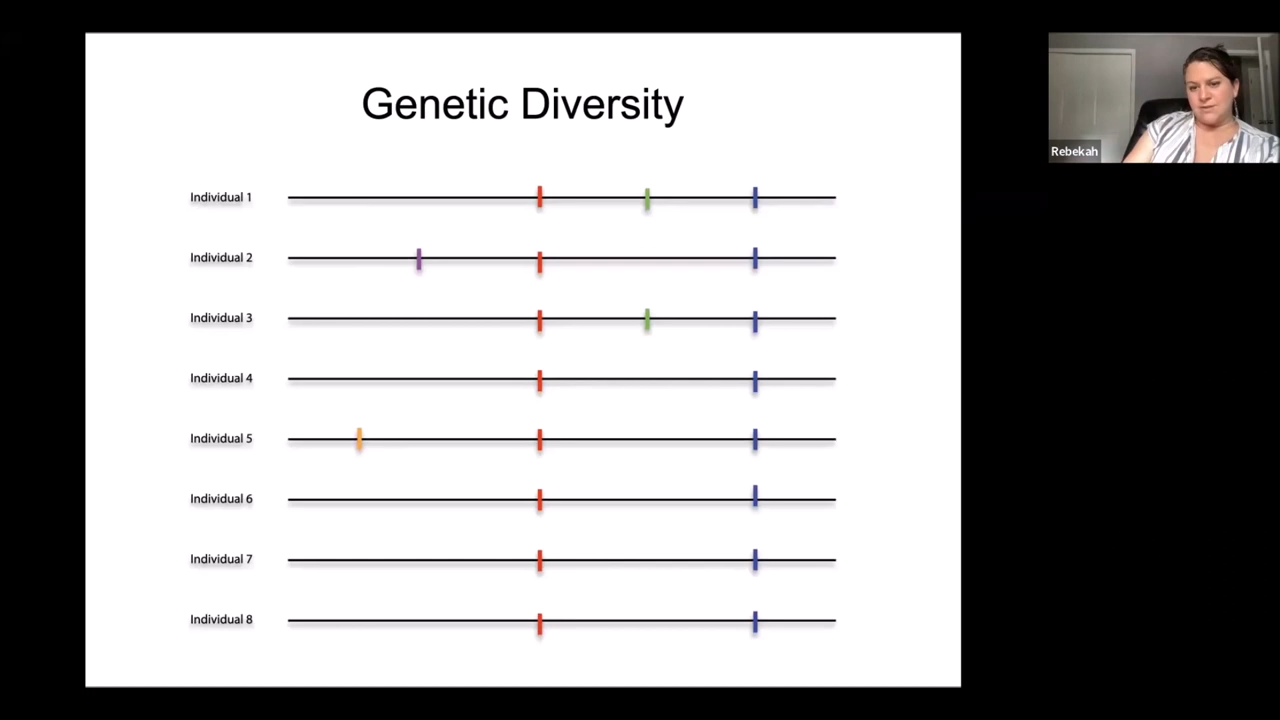 Genetic Diversity
Individual 1
Individual 2
Individual 3
Individual 4
Individual 5
Individual 6
Individual 7
Individual 8
Rebekah